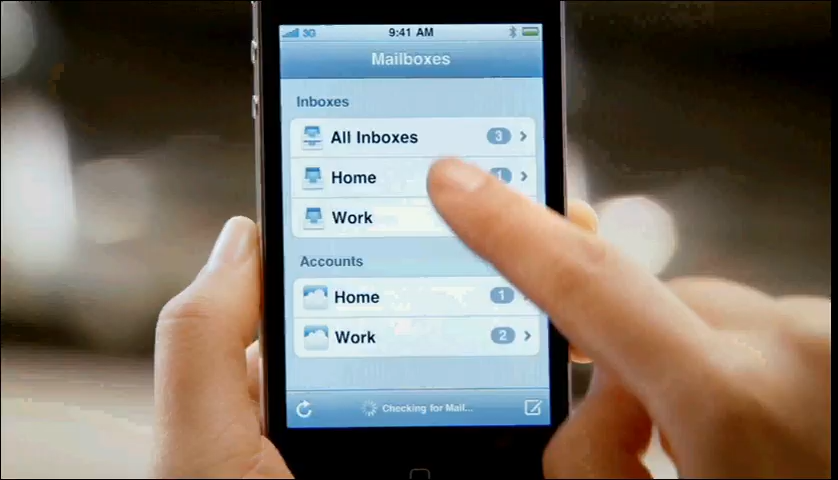 3G 9:41 AM
Mailboxes
Inboxes
All Inboxes 3
Home 1
Work
Accounts
Home 1
Work 2
Checking for Mail...